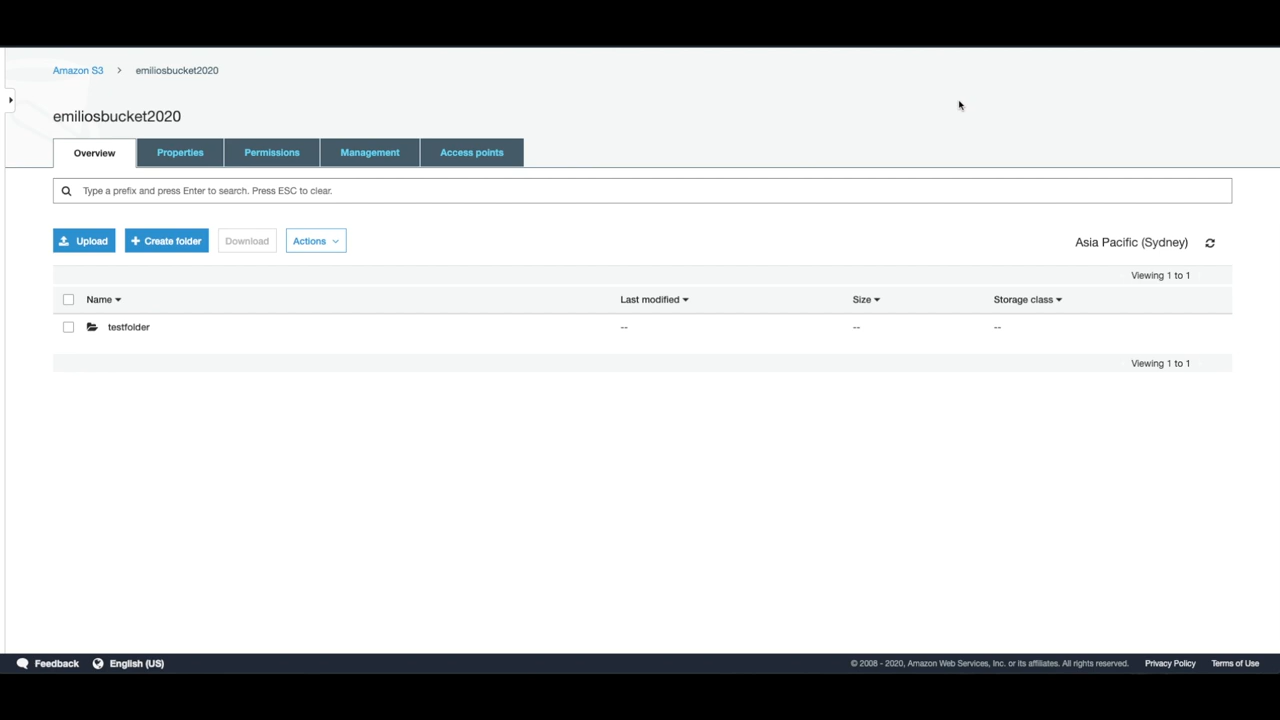 Amazon S3 > emiliosbucket2020
emiliosbucket2020
Overview Properties Permissions Management Access points
Type a prefix and press Enter to search. Press ESC to clear.
Upload + Create folder Download Actions Asia Pacific (Sydney)
Viewing 1 to 1
Name Last modified Size Storage class
testfolder -- -- --
Viewing 1 to 1
Feedback English (US) © 2008 - 2020, Amazon Web Services, Inc. or its affiliates. All rights reserved. Privacy Policy Terms of Use